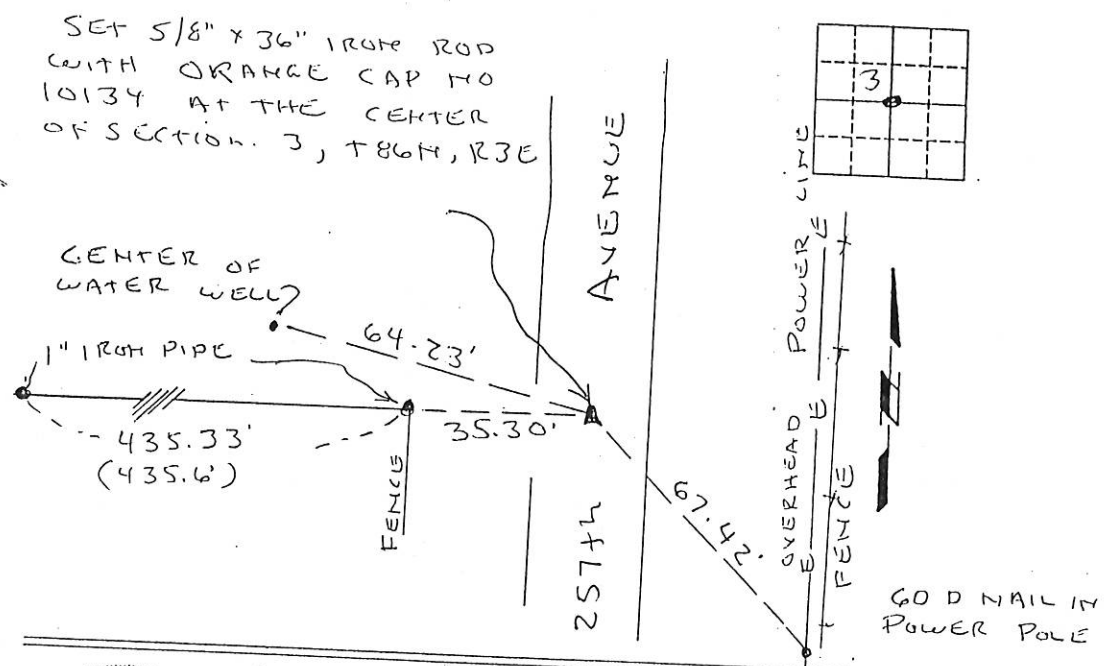 SET 5/8" X 36" IRON ROD
WITH ORANGE CAP NO
10134 AT THE CENTER
OF SECTION. 3, T86N, R3E
3
CENTER OF
WATER WELL
1" IRON PIPE
64.23'
435.33'
(435.6')
35.30'
FENCE
257th AVENUE
67.42'
OVERHEAD POWER LINE
E E E E
FENCE
N
60 D NAIL IN
POWER POLE